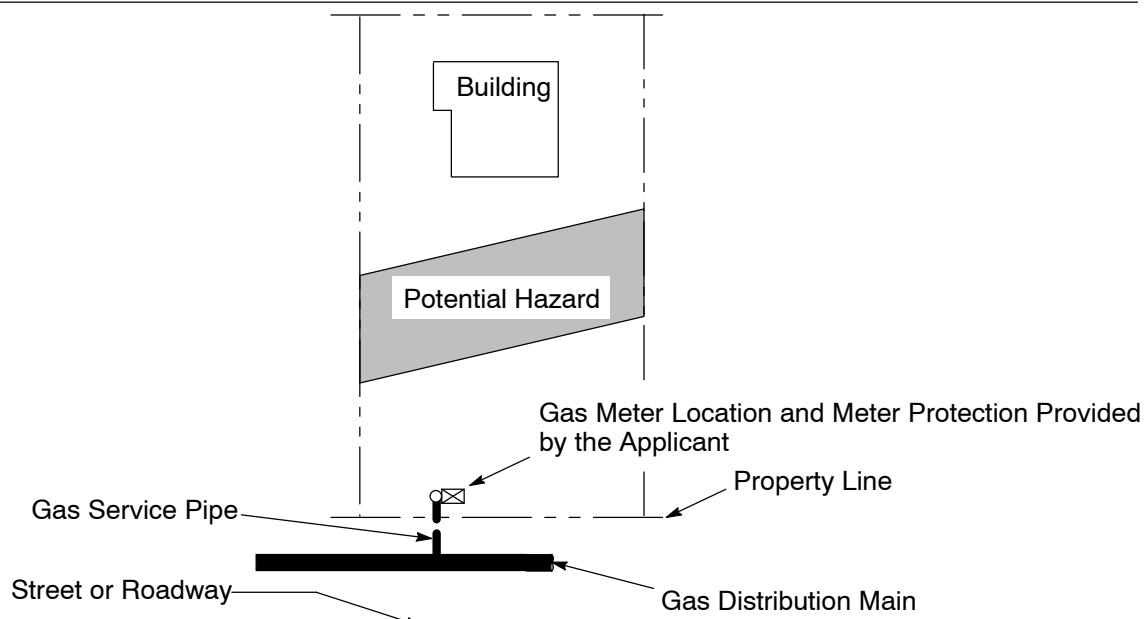 Building
Potential Hazard
Gas Meter Location and Meter Protection Provided
by the Applicant
Property Line
Gas Service Pipe
Street or Roadway
Gas Distribution Main